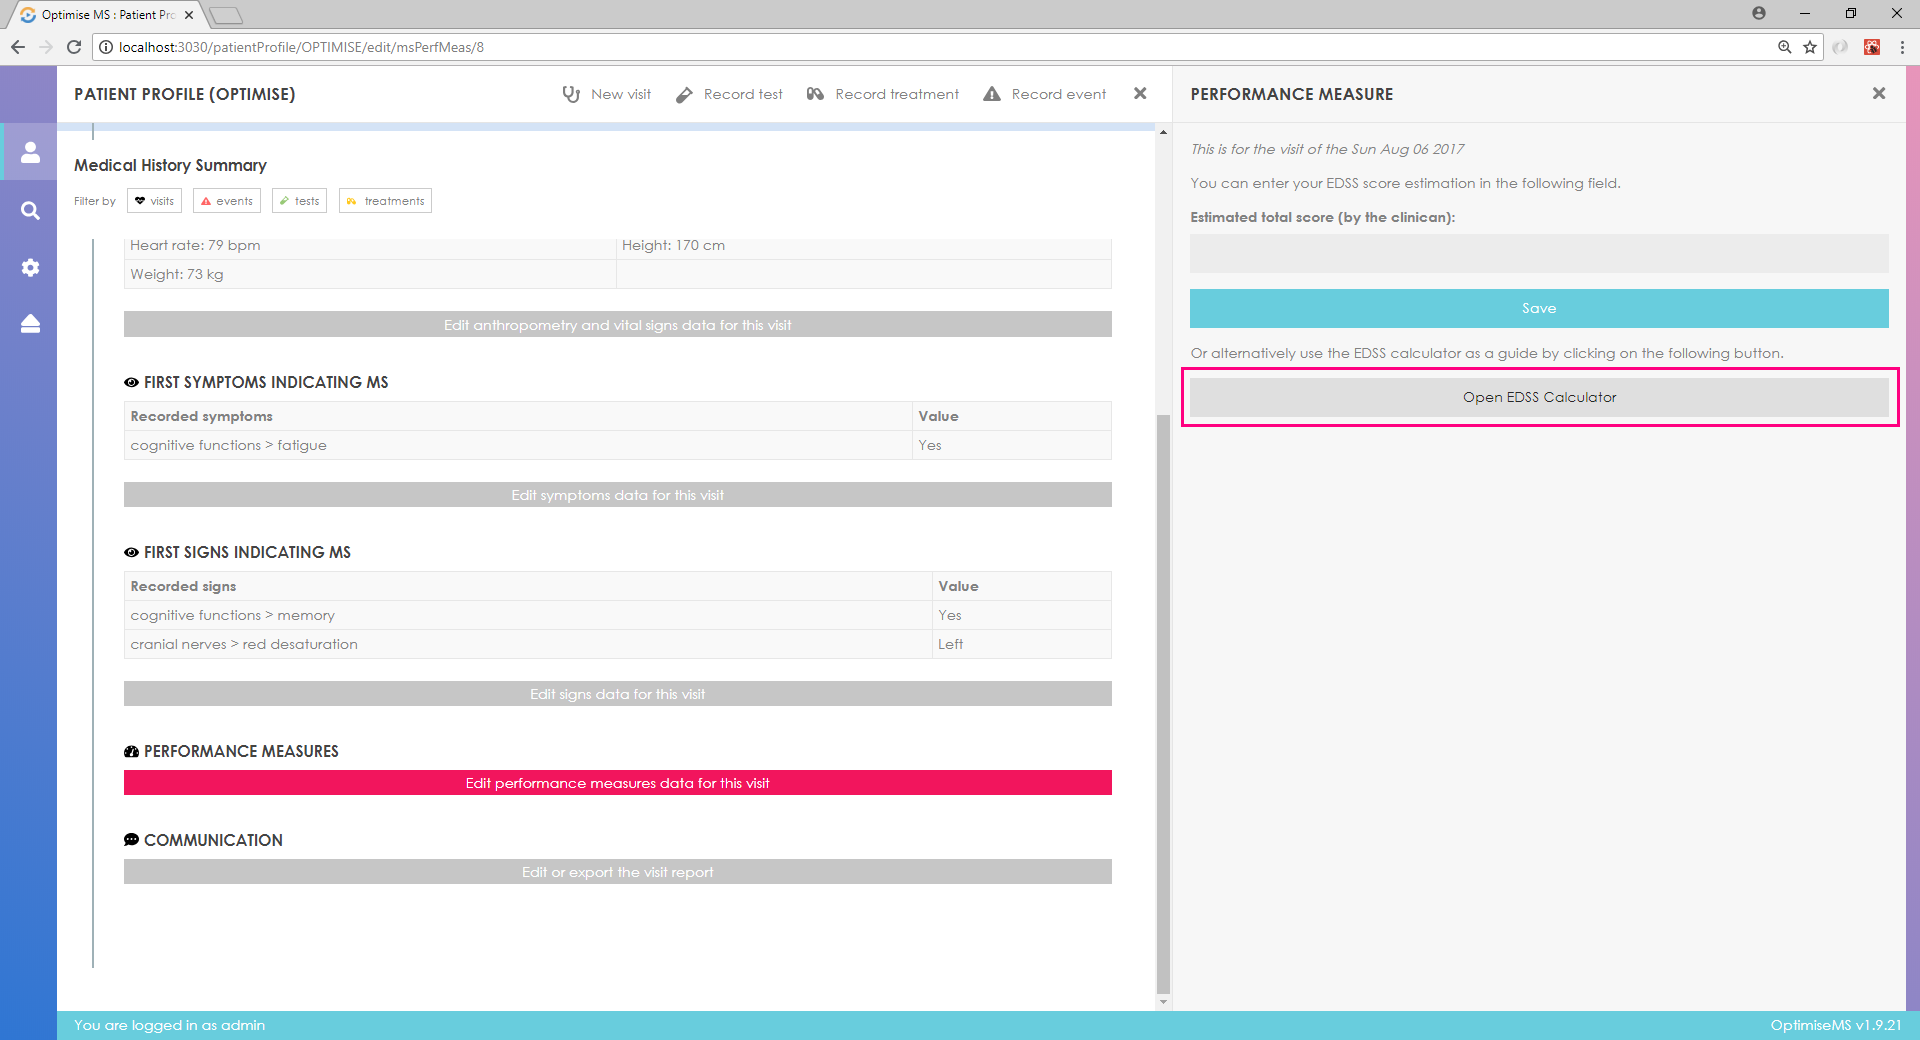 Optimise MS : Patient Pro
localhost:3030/patientProfile/OPTIMISE/edit/msPerfMeas/8
PATIENT PROFILE (OPTIMISE)
New visit
Record test
Record treatment
Record event
Medical History Summary
Filter by
visits
events
tests
treatments
Heart rate: 79 bpm
Height: 170 cm
Weight: 73 kg
Edit anthropometry and vital signs data for this visit
FIRST SYMPTOMS INDICATING MS
Recorded symptoms
Value
cognitive functions > fatigue
Yes
Edit symptoms data for this visit
FIRST SIGNS INDICATING MS
Recorded signs
Value
cognitive functions > memory
Yes
cranial nerves > red desaturation
Left
Edit signs data for this visit
PERFORMANCE MEASURES
Edit performance measures data for this visit
COMMUNICATION
Edit or export the visit report
PERFORMANCE MEASURE
This is for the visit of the Sun Aug 06 2017
You can enter your EDSS score estimation in the following field.
Estimated total score (by the clinican):
Save
Or alternatively use the EDSS calculator as a guide by clicking on the following button.
Open EDSS Calculator
You are logged in as admin
OptimiseMS v1.9.21